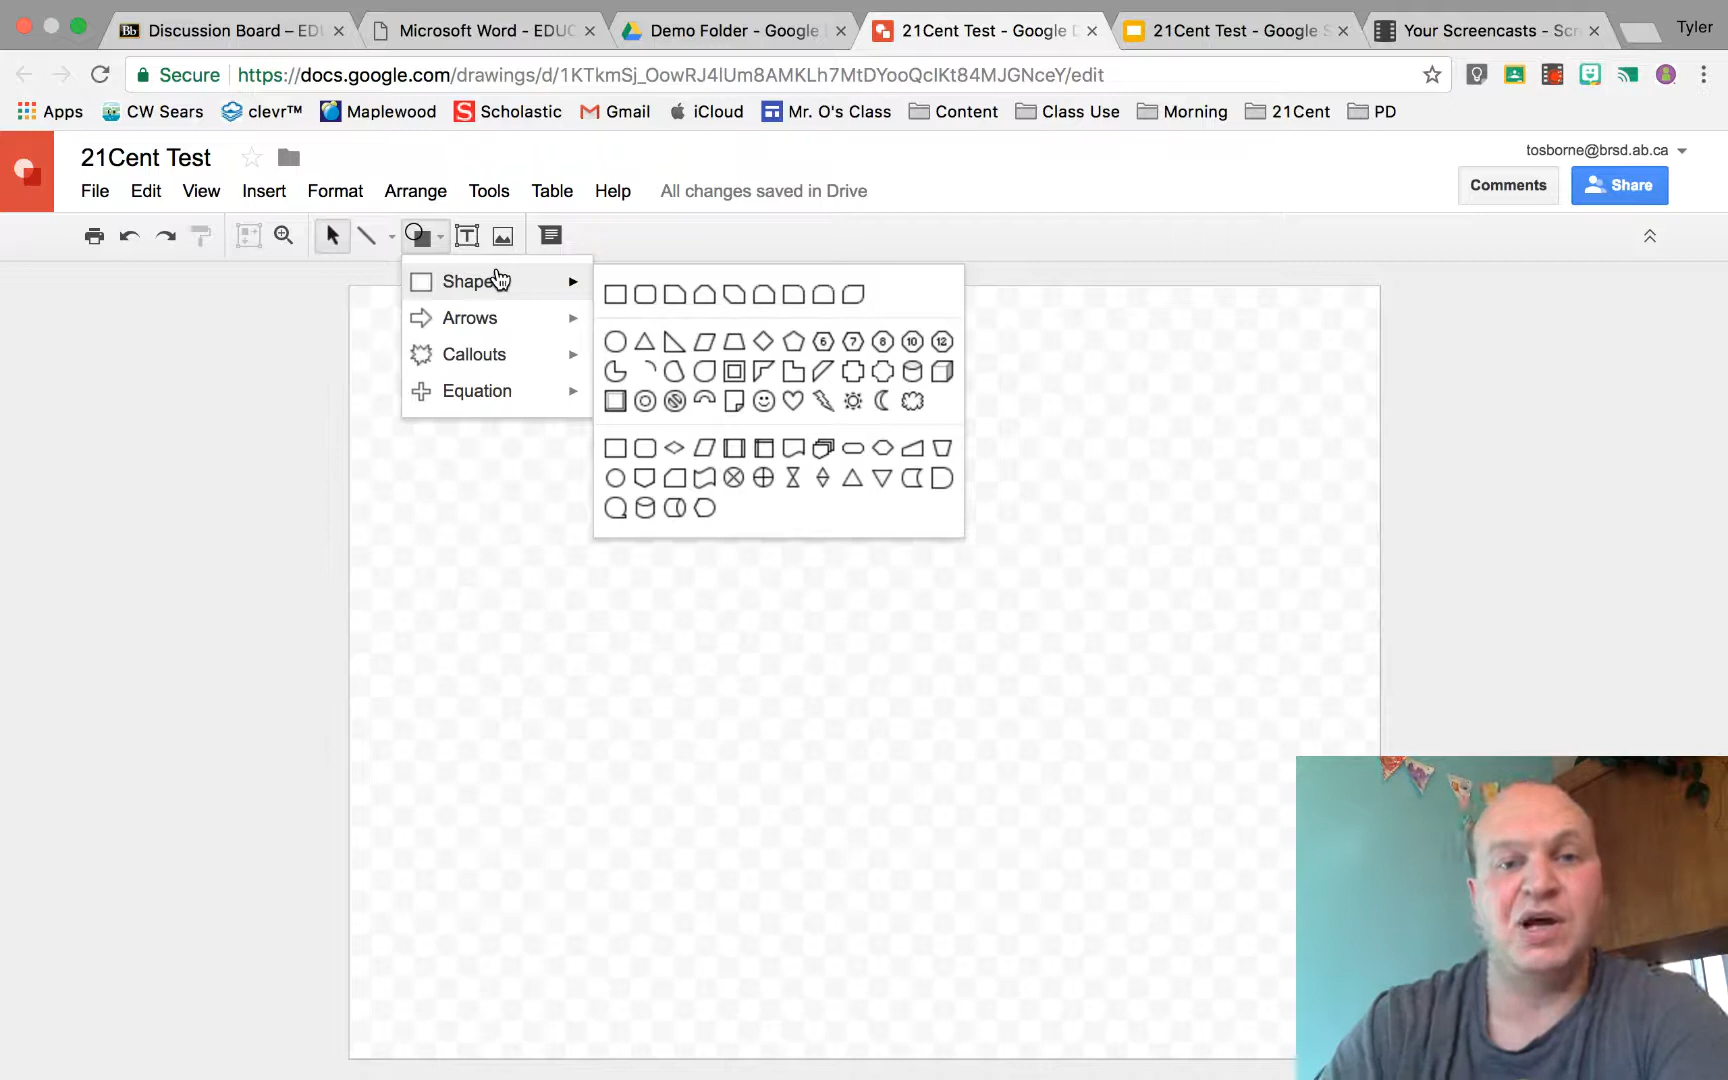 Bb Discussion Board – EDU
Microsoft Word - EDUC
Demo Folder - Google
21Cent Test - Google D
21Cent Test - Google S
Your Screencasts - Scr
Tyler
Secure https://docs.google.com/drawings/d/1KTkmSj_OowRJ4lUm8AMKLh7MtDYooQclKt84MJGNceY/edit
Apps CW Sears clevr™ Maplewood S Scholastic Gmail iCloud Mr. O's Class Content Class Use Morning 21Cent PD
21Cent Test
tosborne@brsd.ab.ca
File Edit View Insert Format Arrange Tools Table Help All changes saved in Drive
Comments Share
T
Shape
Arrows
Callouts
Equation
6 7 8 10 12